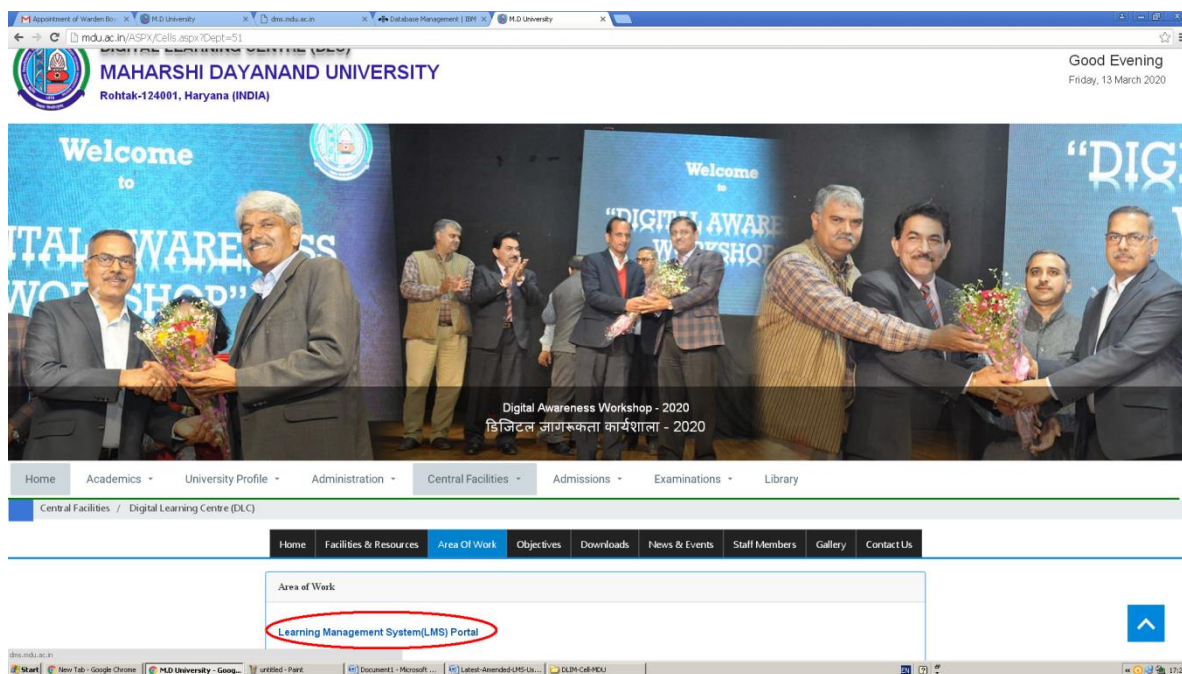 Appointment of Warden Boy
M.D University
dms.mdu.ac.in
Database Management | IBM
M.D University
mdu.ac.in/ASPX/Cells.aspx?Dept=51
DIGITAL LEARNING CENTRE (DLC)
MAHARSHI DAYANAND UNIVERSITY
Rohtak-124001, Haryana (INDIA)
Good Evening
Friday, 13 March 2020
Welcome
to
ITAL AWARENESS
WORKSHOP”
Welcome
to
“DIGITAL AWARE
WORKSHOP
“DIG
W
Digital Awareness Workshop - 2020
डिजिटल जागरूकता कार्यशाला - 2020
Home Academics University Profile Administration Central Facilities Admissions Examinations Library
Central Facilities / Digital Learning Centre (DLC)
Home Facilities & Resources Area Of Work Objectives Downloads News & Events Staff Members Gallery Contact Us
Area of Work
Learning Management System(LMS) Portal
dms.mdu.ac.in
Start New Tab - Google Chrome M.D University - Goog... untitled - Paint Document1 - Microsoft ... Latest-Amended-LMS-Us... DLIM-Cell-MDU EN 17:2